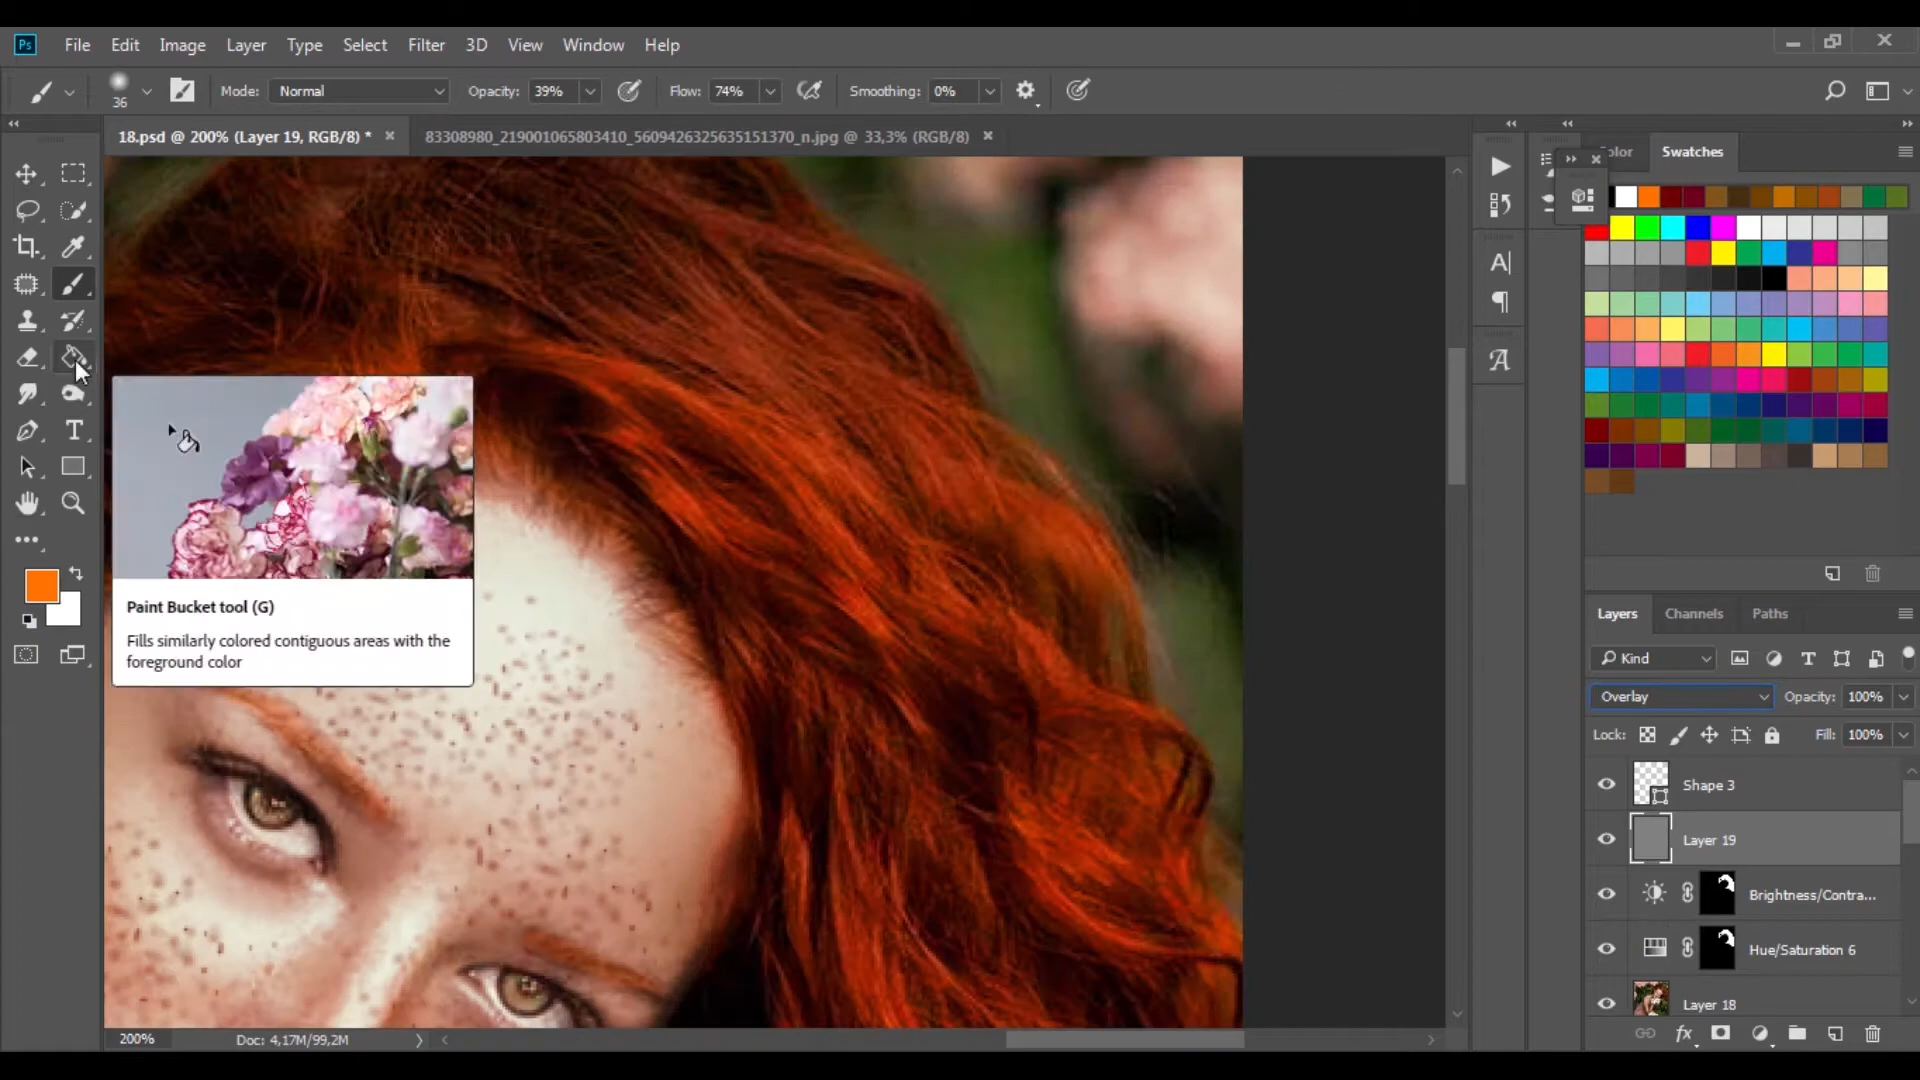 Ps File Edit Image Layer Type Select Filter 3D View Window Help
36 Mode: Normal Opacity: 39% Flow: 74% Smoothing: 0%
18.psd @ 200% (Layer 19, RGB/8) * 83308980_219001065803410_5609426325635151370_n.jpg @ 33,3% (RGB/8)
olor Swatches
Paint Bucket tool (G)
Fills similarly colored contiguous areas with the
foreground color
Layers Channels Paths
Kind
Overlay Opacity: 100%
Lock: Fill: 100%
Shape 3
Layer 19
Brightness/Contra...
Hue/Saturation 6
Layer 18
fx
200% Doc: 4,17M/99,2M